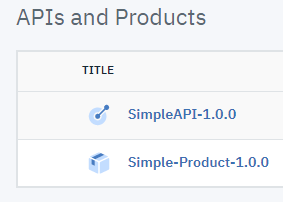 APIs and Products
TITLE
SimpleAPI-1.0.0
Simple-Product-1.0.0